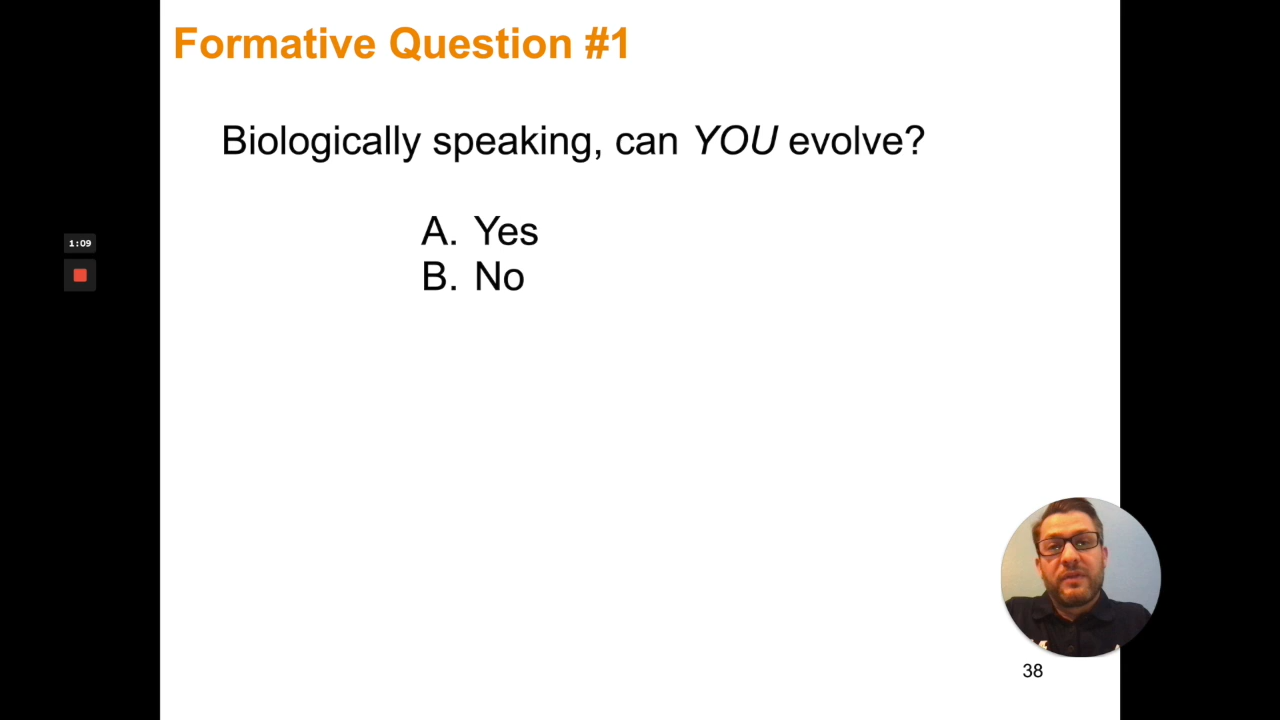 Formative Question #1
Biologically speaking, can YOU evolve?
A. Yes
B. No
1:09
38